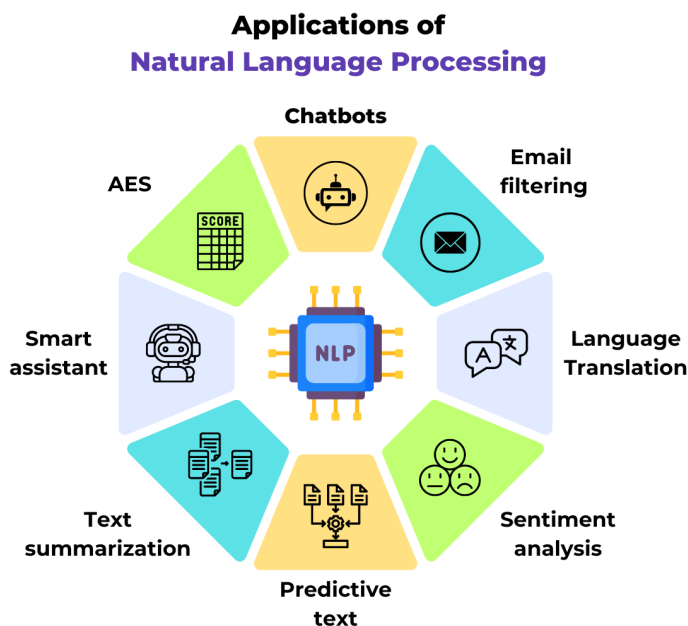 Applications of
Natural Language Processing
Chatbots
Email
filtering
AES
SCORE
Smart
assistant
NLP
A 文
Language
Translation
Text
summarization
Sentiment
analysis
Predictive
text